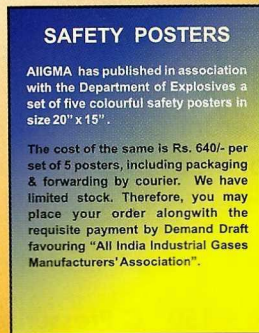 SAFETY POSTERS
AIIGMA has published in association
with the Department of Explosives a
set of five colourful safety posters in
size 20" x 15".
The cost of the same is Rs. 640/- per
set of 5 posters, including packaging
& forwarding by courier. We have
limited stock. Therefore, you may
place your order alongwith the
requisite payment by Demand Draft
favouring "All India Industrial Gases
Manufacturers' Association".